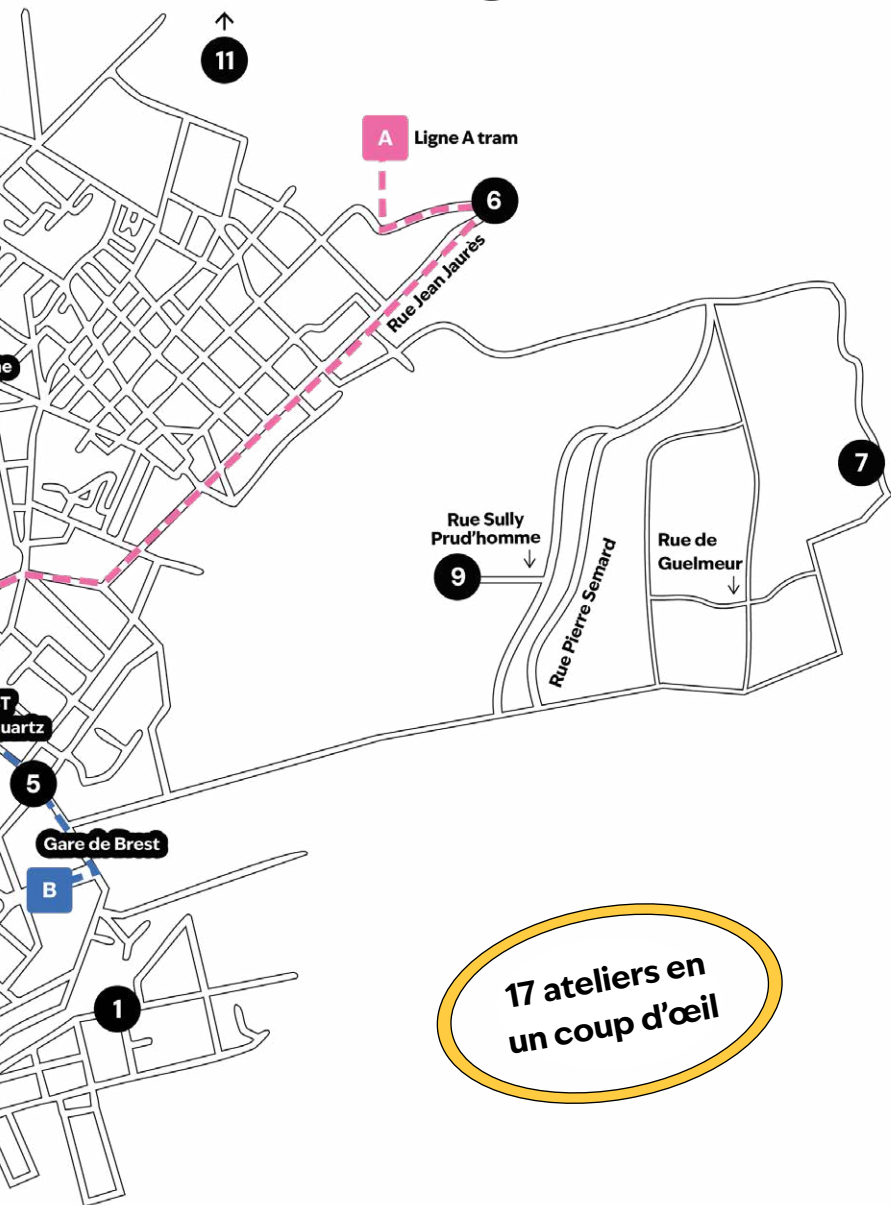 11
A Ligne A tram
6
Rue Jean Jaurès
7
Rue Sully
Prud'homme
9
Rue de
Guelmeur
Rue Pierre Semard
uartz
5
Gare de Brest
B
17 ateliers en
un coup d'œil
1